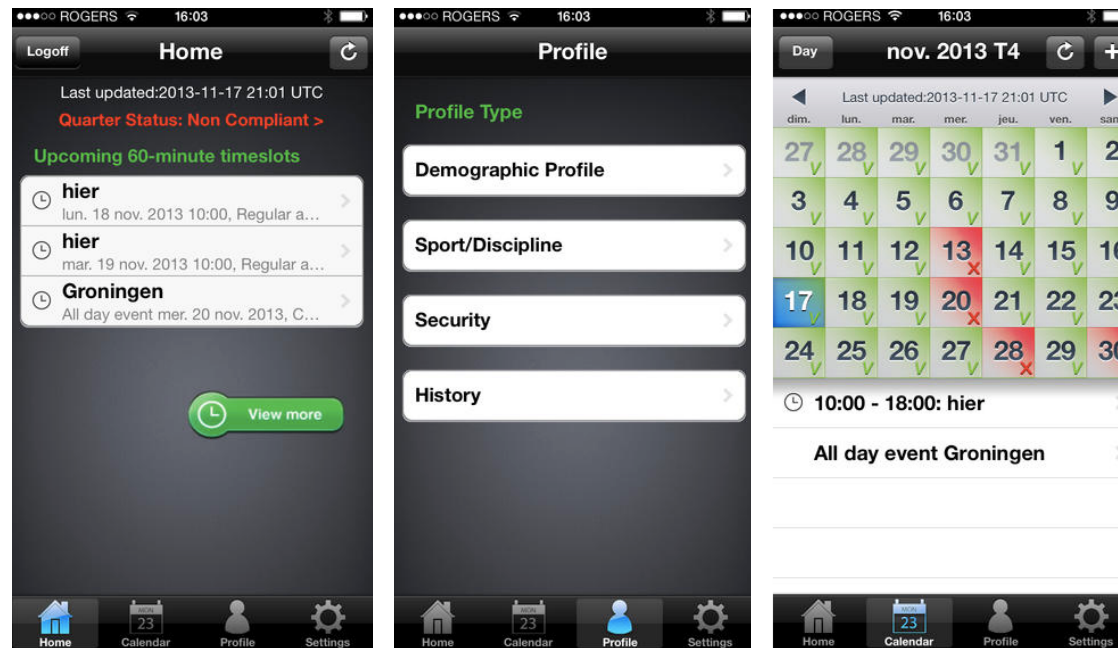 ROGERS 16:03
Logoff Home
Last updated:2013-11-17 21:01 UTC
Quarter Status: Non Compliant >
Upcoming 60-minute timeslots
hier
lun. 18 nov. 2013 10:00, Regular a...
hier
mar. 19 nov. 2013 10:00, Regular a...
Groningen
All day event mer. 20 nov. 2013, C...
View more
MON
23
Home Calendar Profile Settings
ROGERS 16:03
Profile
Profile Type
Demographic Profile
Sport/Discipline
Security
History
MON
23
Home Calendar Profile Settings
ROGERS 16:03
Day nov. 2013 T4 +
Last updated:2013-11-17 21:01 UTC
dim. lun. mar. mer. jeu. ven. sam
27 28 29 30 31 1 2
3 4 5 6 7 8 9
10 11 12 13 14 15 16
17 18 19 20 21 22 23
24 25 26 27 28 29 30
10:00 - 18:00: hier
All day event Groningen
MON
23
Home Calendar Profile Settings